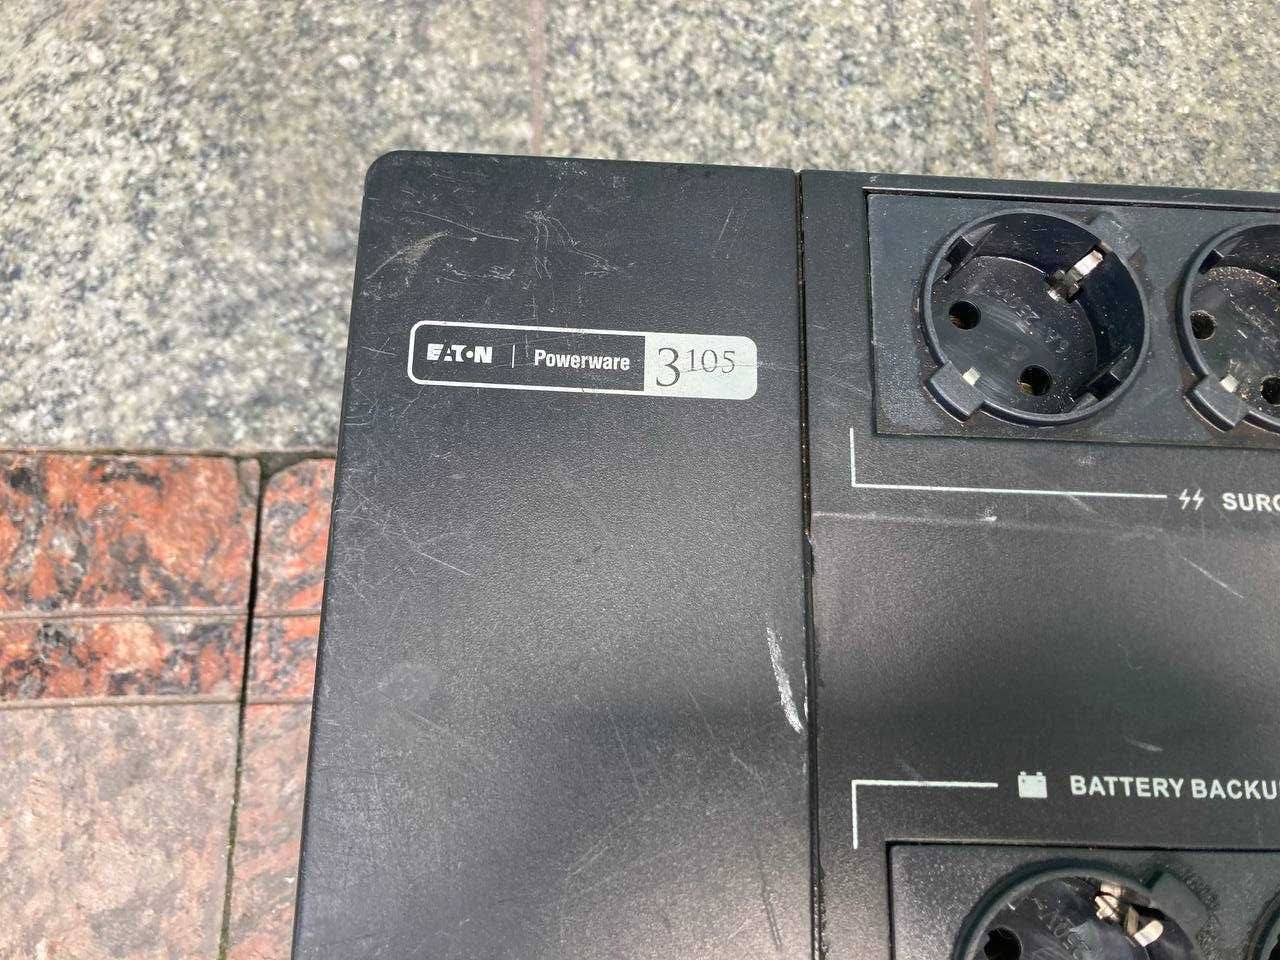 EATON | Powerware 3105
SURG
BATTERY BACKU